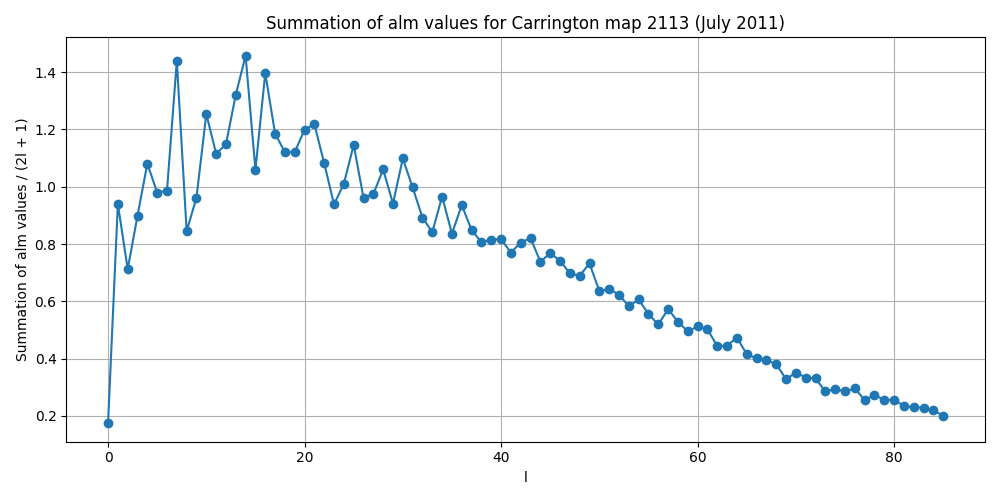 Summation of alm values for Carrington map 2113 (July 2011)
Summation of alm values / (2l + 1)
1.4
1.2
1.0
0.8
0.6
0.4
0.2
0 20 40 60 80
l